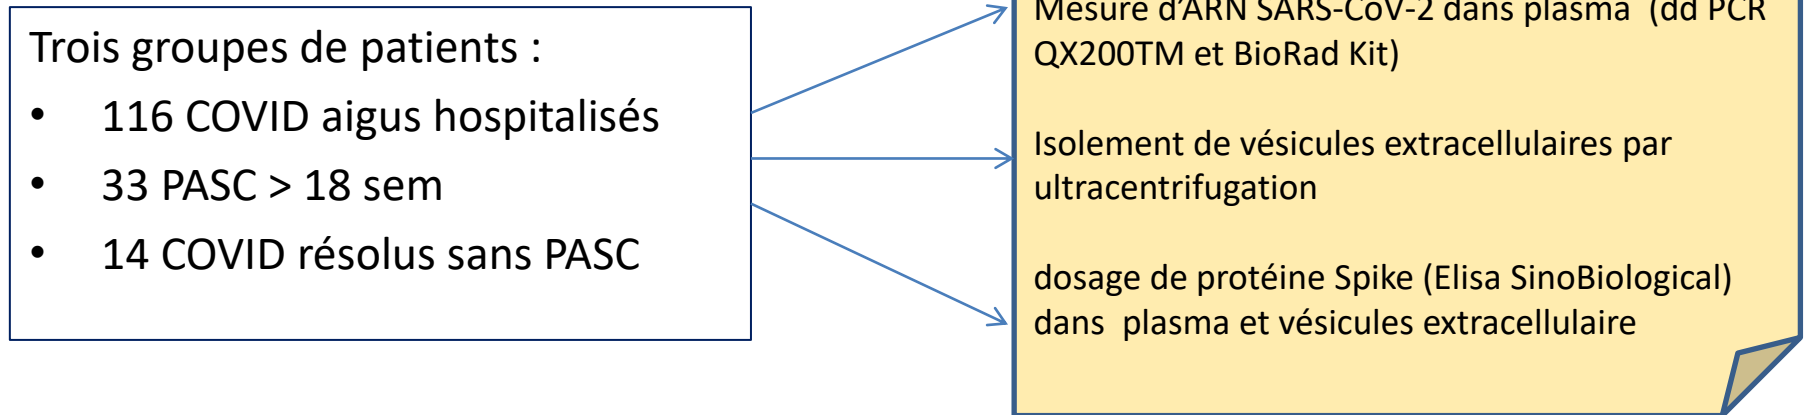 Trois groupes de patients :
• 116 COVID aigus hospitalisés
• 33 PASC > 18 sem
• 14 COVID résolus sans PASC
Mesure d’ARN SARS-CoV-2 dans plasma (dd PCR
QX200TM et BioRad Kit)
Isolement de vésicules extracellulaires par
ultracentrifugation
dosage de protéine Spike (Elisa SinoBiological)
dans plasma et vésicules extracellulaire